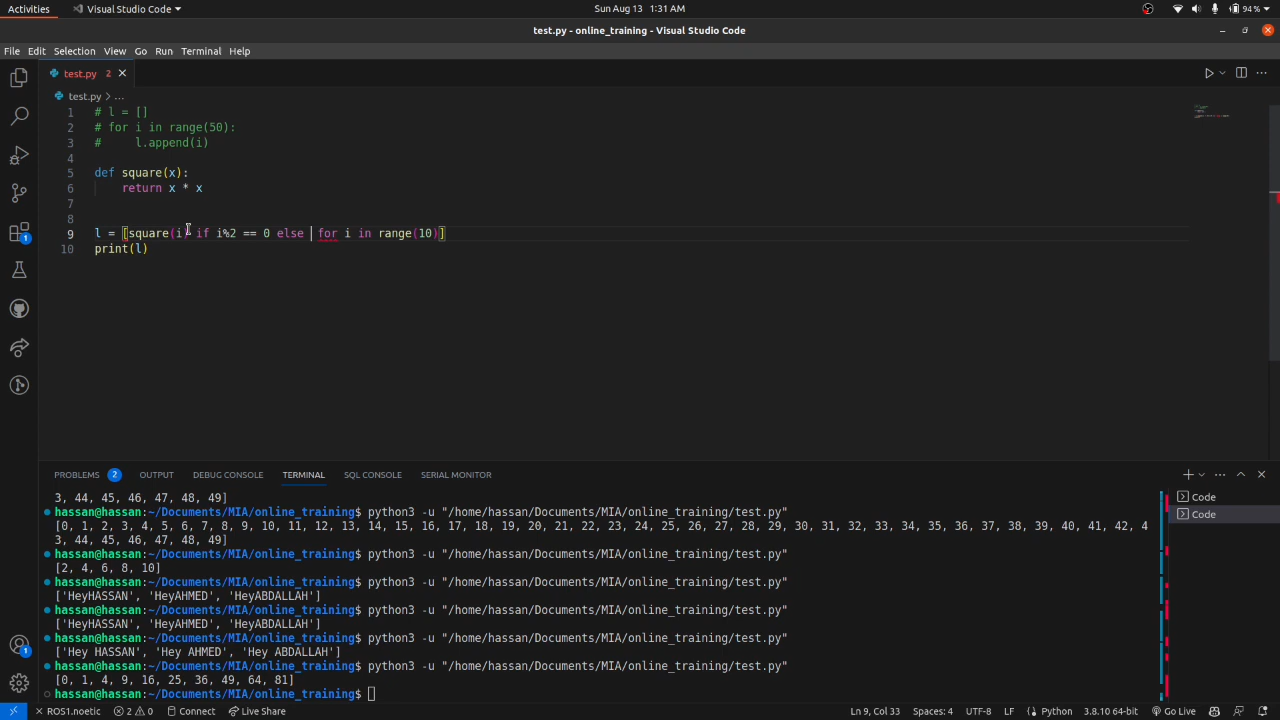 Activities Visual Studio Code Sun Aug 13 1:31 AM 94 %
test.py - online_training - Visual Studio Code
File Edit Selection View Go Run Terminal Help
test.py 2
test.py > ...
1 # l = []
2 # for i in range(50):
3 #     l.append(i)
4
5 def square(x):
6     return x * x
7
8
9 l = [square(i) if i%2 == 0 else  for i in range(10)]
10 print(l)
1
1
PROBLEMS 2 OUTPUT DEBUG CONSOLE TERMINAL SQL CONSOLE SERIAL MONITOR
3, 44, 45, 46, 47, 48, 49]
hassan@hassan:~/Documents/MIA/online_training$ python3 -u "/home/hassan/Documents/MIA/online_training/test.py"
[0, 1, 2, 3, 4, 5, 6, 7, 8, 9, 10, 11, 12, 13, 14, 15, 16, 17, 18, 19, 20, 21, 22, 23, 24, 25, 26, 27, 28, 29, 30, 31, 32, 33, 34, 35, 36, 37, 38, 39, 40, 41, 42, 4
3, 44, 45, 46, 47, 48, 49]
hassan@hassan:~/Documents/MIA/online_training$ python3 -u "/home/hassan/Documents/MIA/online_training/test.py"
[2, 4, 6, 8, 10]
hassan@hassan:~/Documents/MIA/online_training$ python3 -u "/home/hassan/Documents/MIA/online_training/test.py"
['HeyHASSAN', 'HeyAHMED', 'HeyABDALLAH']
hassan@hassan:~/Documents/MIA/online_training$ python3 -u "/home/hassan/Documents/MIA/online_training/test.py"
['HeyHASSAN', 'HeyAHMED', 'HeyABDALLAH']
hassan@hassan:~/Documents/MIA/online_training$ python3 -u "/home/hassan/Documents/MIA/online_training/test.py"
['Hey HASSAN', 'Hey AHMED', 'Hey ABDALLAH']
hassan@hassan:~/Documents/MIA/online_training$ python3 -u "/home/hassan/Documents/MIA/online_training/test.py"
[0, 1, 4, 9, 16, 25, 36, 49, 64, 81]
hassan@hassan:~/Documents/MIA/online_training$
Code
Code
ROS1.noetic 2 0 Connect Live Share Ln 9, Col 33 Spaces: 4 UTF-8 LF Python 3.8.10 64-bit Go Live